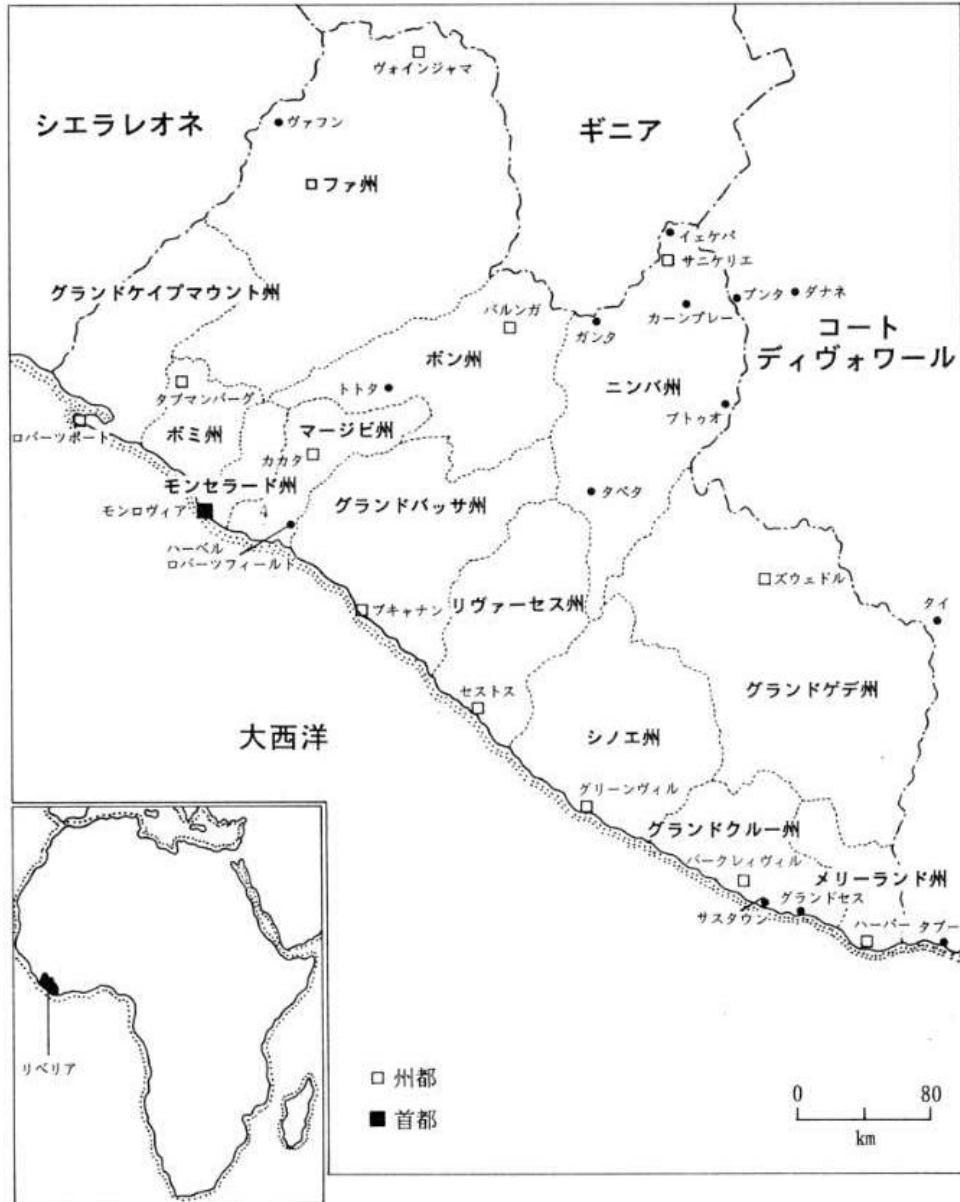 ヴォインジャマ
シエラレオネ
ヴァフン
ギニア
ロファ州
イェケパ
サニケリエ
グランドケイプマウント州
バルンガ
ガンタ
カーンプレー
ブンタ
ダナネ
コート
ディヴォワール
ボン州
ニンバ州
タブマンバーグ
トトタ
ブトゥオ
ロバーツポート
ボミ州
マージビ州
カカタ
モンセラード州
グランドバッサ州
タペタ
モンロヴィア
ハーベル
ロバーツフィールド
ズウェドル
ブキャナン
リヴァーセス州
タイ
セストス
グランドゲデ州
大西洋
シノエ州
グリーンヴィル
グランドクルー州
バークレィヴィル
メリーランド州
グランドセス
サスタウン
ハーパー
タブー
リベリア
州都
首都
0 80
km